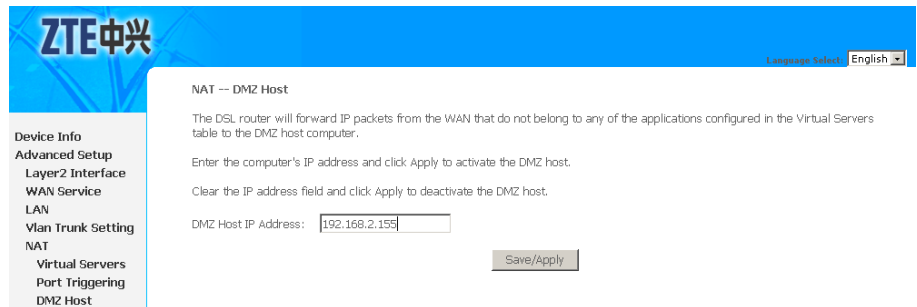 ZTE中兴
Language Select: English
NAT -- DMZ Host
The DSL router will forward IP packets from the WAN that do not belong to any of the applications configured in the Virtual Servers
table to the DMZ host computer.
Enter the computer's IP address and click Apply to activate the DMZ host.
Clear the IP address field and click Apply to deactivate the DMZ host.
DMZ Host IP Address: 192.168.2.155
Save/Apply
Device Info
Advanced Setup
Layer2 Interface
WAN Service
LAN
Vlan Trunk Setting
NAT
Virtual Servers
Port Triggering
DMZ Host